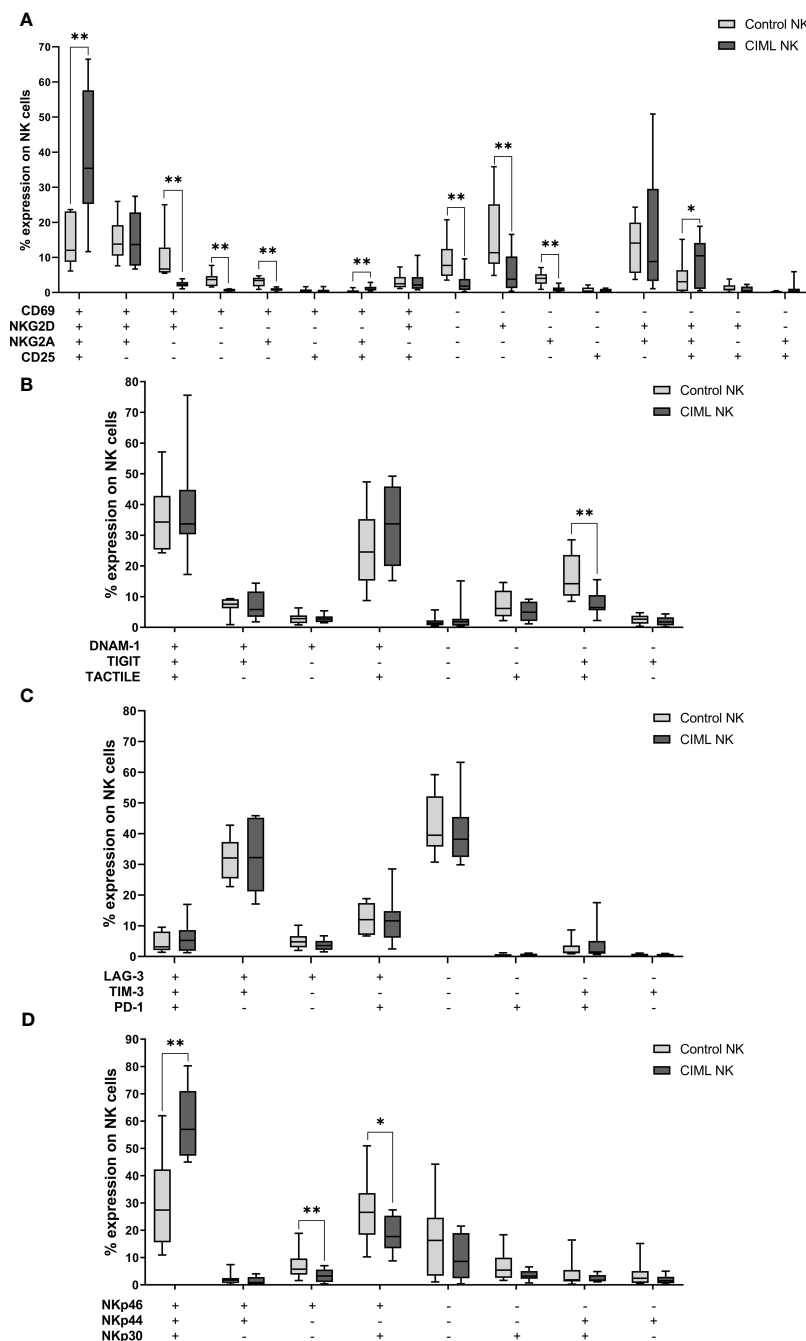 A
Control NK
CIML NK
% expression on NK cells
70
60
50
40
30
20
10
0
**
**
**
**
**
**
**
**
*
CD69 + + + + + + + + - - - - - - - -
NKG2D + + + - - - - + - + - - + + + -
NKG2A + + - - + - + - - - + - + + - +
CD25 + - - - - + + + - - - + - + + +
B
Control NK
CIML NK
% expression on NK cells
80
70
60
50
40
30
20
10
0
**
DNAM-1 + + + + - - - -
TIGIT + + - - - - + +
TACTILE + - - + - + + -
C
Control NK
CIML NK
% expression on NK cells
80
70
60
50
40
30
20
10
0
LAG-3 + + + + - - - -
TIM-3 + + - - - - + +
PD-1 + - - + - + + -
D
Control NK
CIML NK
% expression on NK cells
90
80
70
60
50
40
30
20
10
0
**
**
*
NKp46 + + + + - - - -
NKp44 + + - - - - + +
NKp30 + - - + - + + -